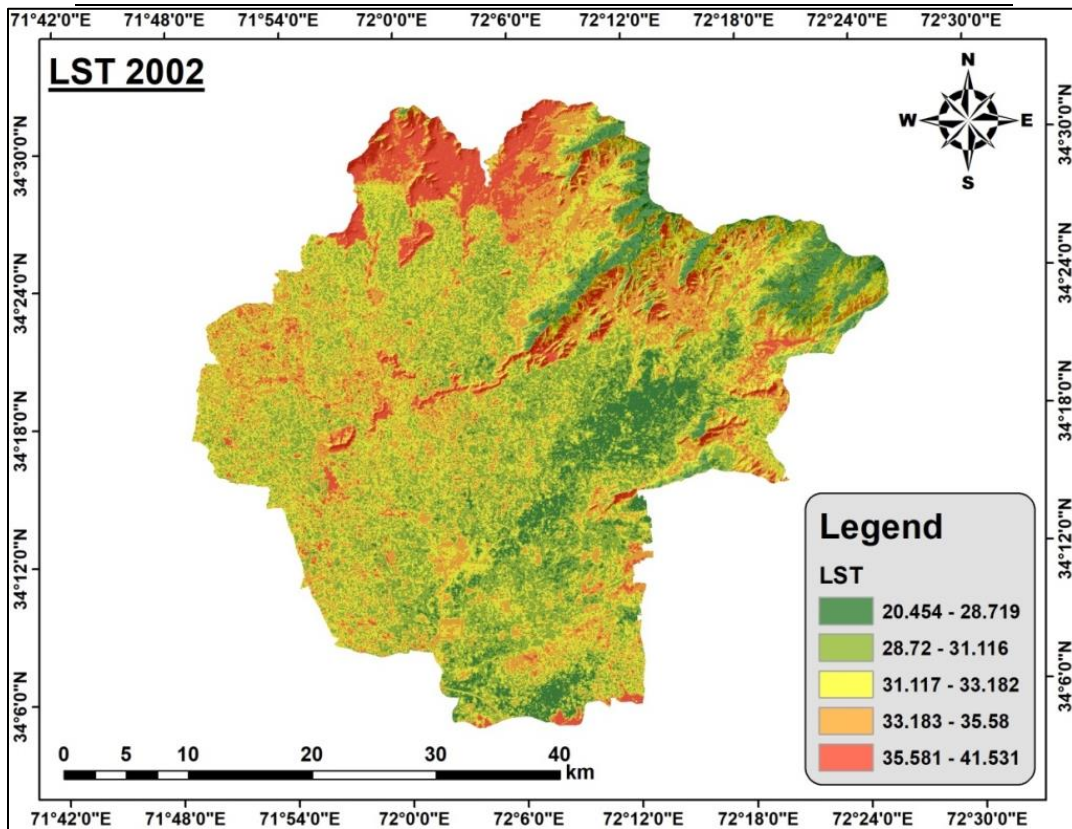 71°42'0"E 71°48'0"E 71°54'0"E 72°0'0"E 72°6'0"E 72°12'0"E 72°18'0"E 72°24'0"E 72°30'0"E
LST 2002
N
W E
S
34°30'0"N 34°30'0"N
34°24'0"N 34°24'0"N
34°18'0"N 34°18'0"N
34°12'0"N 34°12'0"N
34°6'0"N 34°6'0"N
Legend
LST
20.454 - 28.719
28.72 - 31.116
31.117 - 33.182
33.183 - 35.58
35.581 - 41.531
0 5 10 20 30 40
km
71°42'0"E 71°48'0"E 71°54'0"E 72°0'0"E 72°6'0"E 72°12'0"E 72°18'0"E 72°24'0"E 72°30'0"E